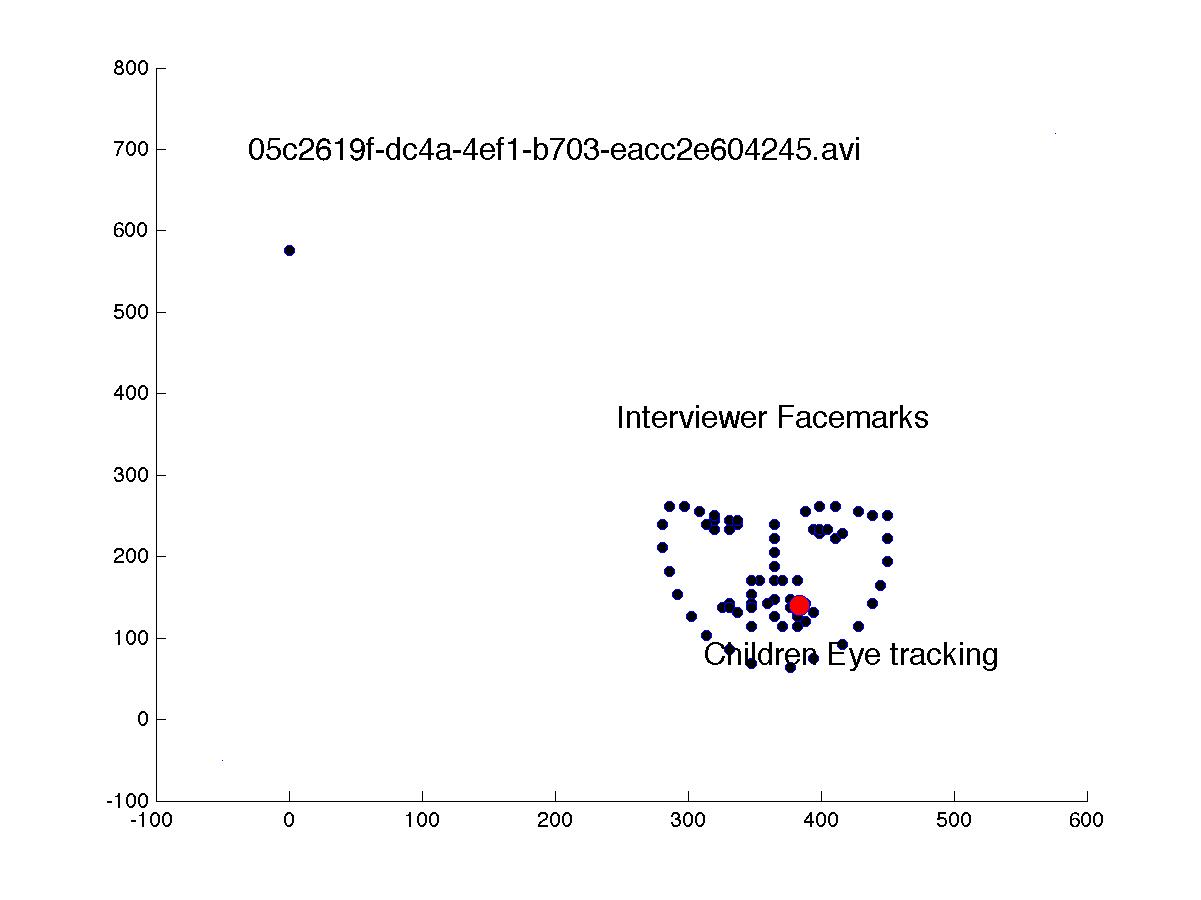 800
05c2619f-dc4a-4ef1-b703-eacc2e604245.avi
700
600
500
400
Interviewer Facemarks
300
200
100
Children Eye tracking
0
-100
-100 0 100 200 300 400 500 600